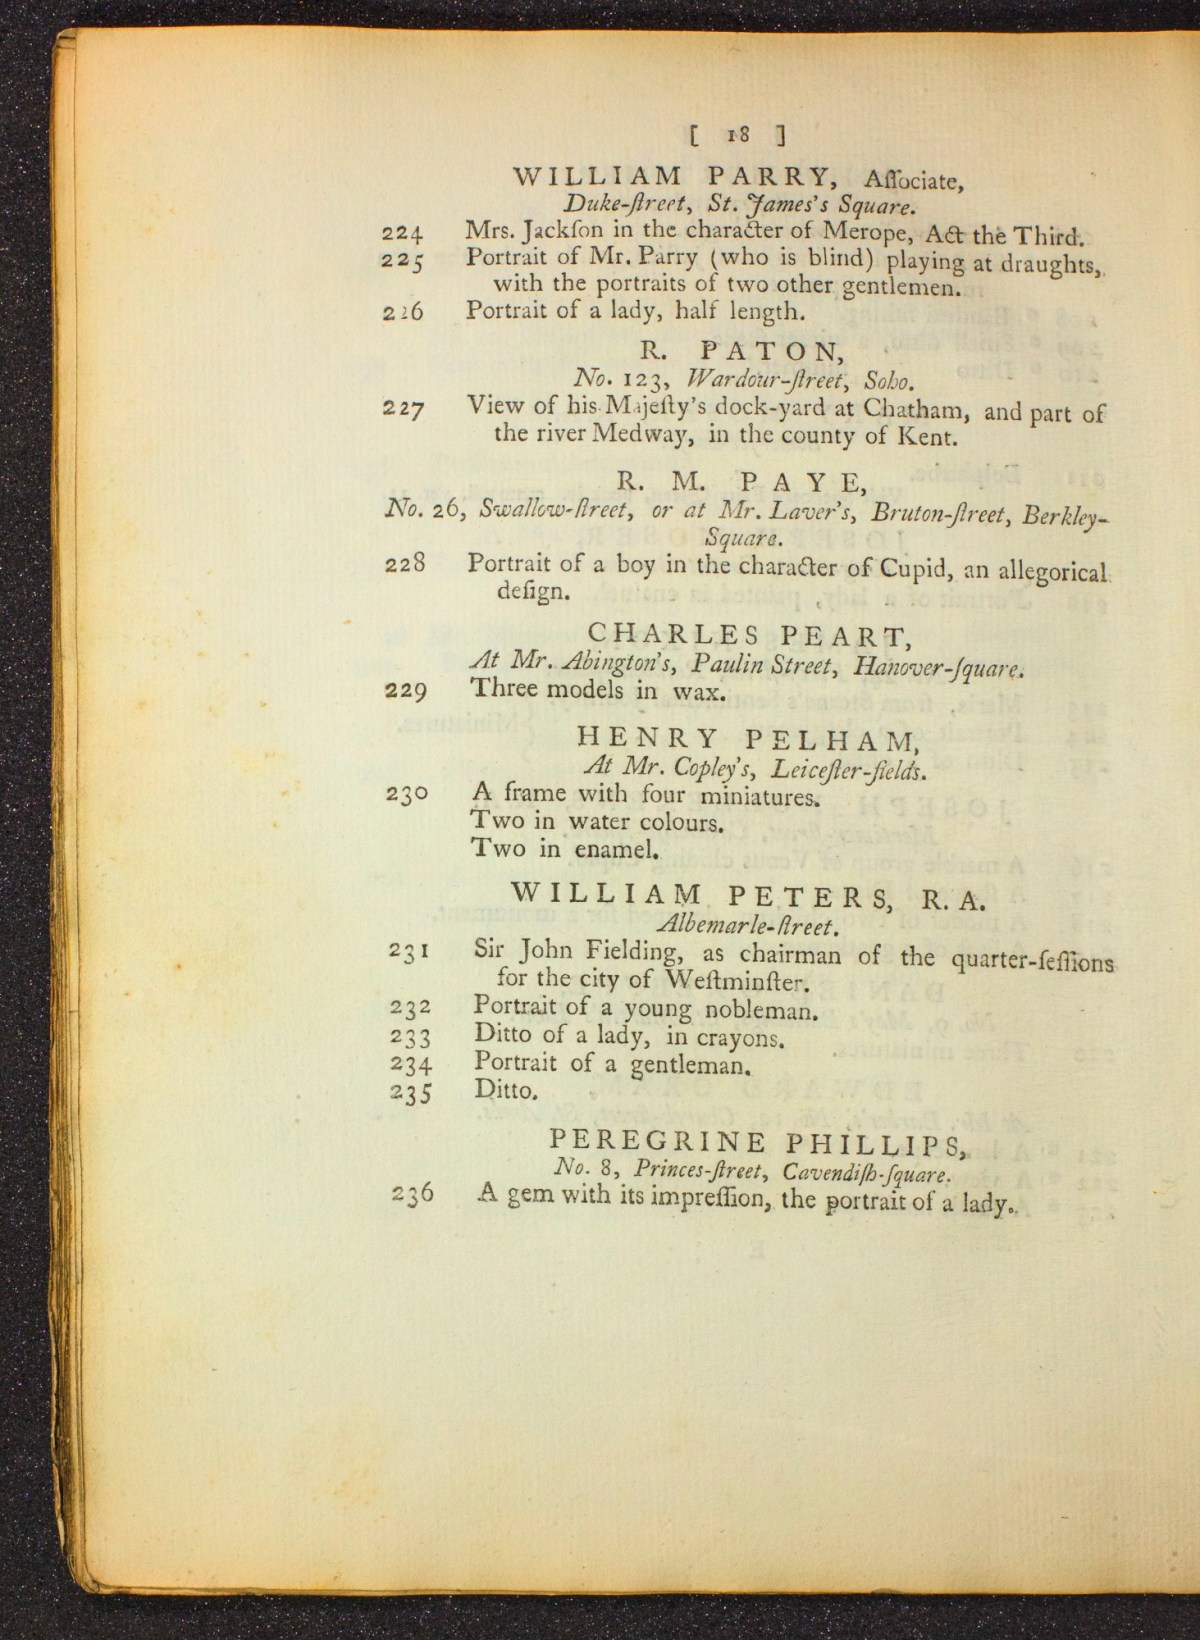 [ 18 ]
WILLIAM PARRY, Aſſociate,
Duke-ſtreet, St. James's Square.
224 Mrs. Jackſon in the character of Merope, Act the Third.
225 Portrait of Mr. Parry (who is blind) playing at draughts,
with the portraits of two other gentlemen.
226 Portrait of a lady, half length.
R. PATON,
No. 123, Wardour-ſtreet, Soho.
227 View of his Majeſty's dock-yard at Chatham, and part of
the river Medway, in the county of Kent.
R. M. PAYE,
No. 26, Swallow-ſtreet, or at Mr. Laver's, Bruton-ſtreet, Berkley-
Square.
228 Portrait of a boy in the character of Cupid, an allegorical
deſign.
CHARLES PEART,
At Mr. Abington's, Paulin Street, Hanover-ſquare.
229 Three models in wax.
HENRY PELHAM,
At Mr. Copley's, Leiceſter-fields.
230 A frame with four miniatures.
Two in water colours.
Two in enamel.
WILLIAM PETERS, R. A.
Albemarle-ſtreet.
231 Sir John Fielding, as chairman of the quarter-ſeſſions
for the city of Weſtminſter.
232 Portrait of a young nobleman.
233 Ditto of a lady, in crayons.
234 Portrait of a gentleman.
235 Ditto.
PEREGRINE PHILLIPS,
No. 8, Princes-ſtreet, Cavendiſh-ſquare.
236 A gem with its impreſſion, the portrait of a lady.